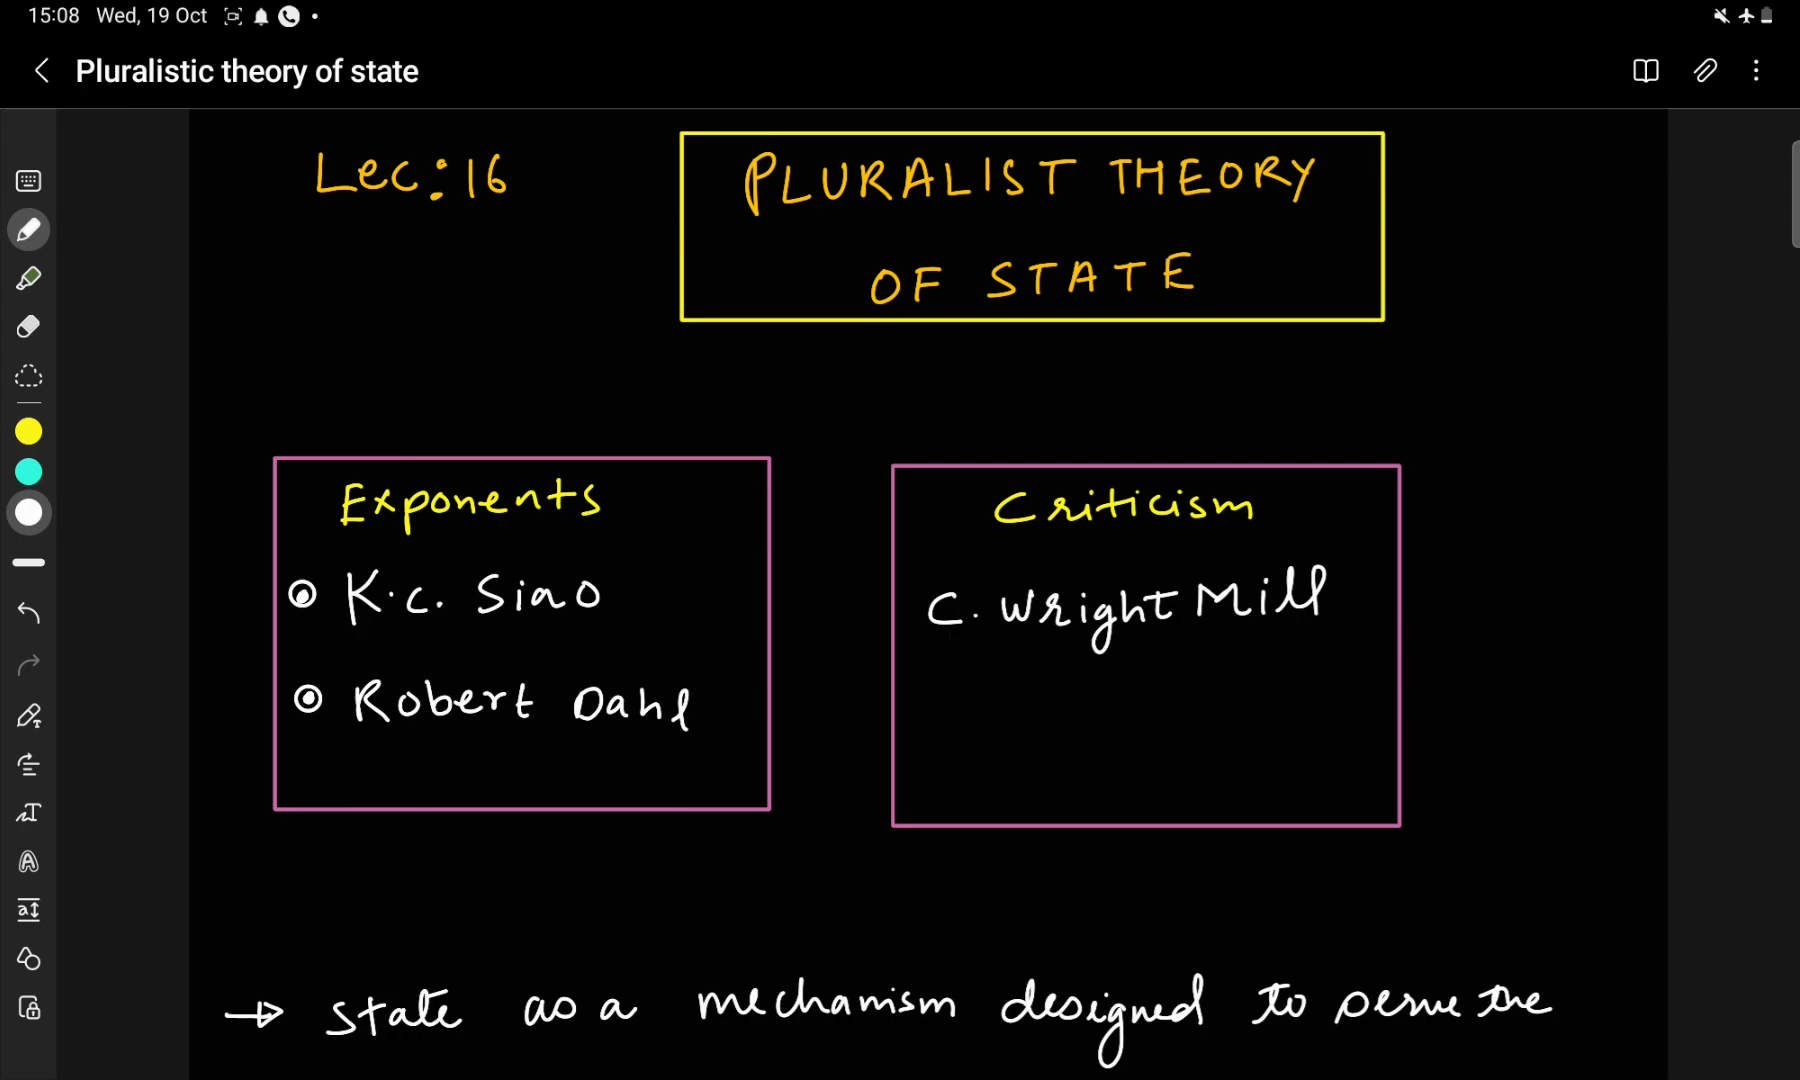 15:08 Wed, 19 Oct
Pluralistic theory of state
Lec:16
PLURALIST THEORY
OF STATE
Exponents
K.C. Siao
Robert Dahl
Criticism
C. Wright Mill
→ state as a mechanism designed to serve the